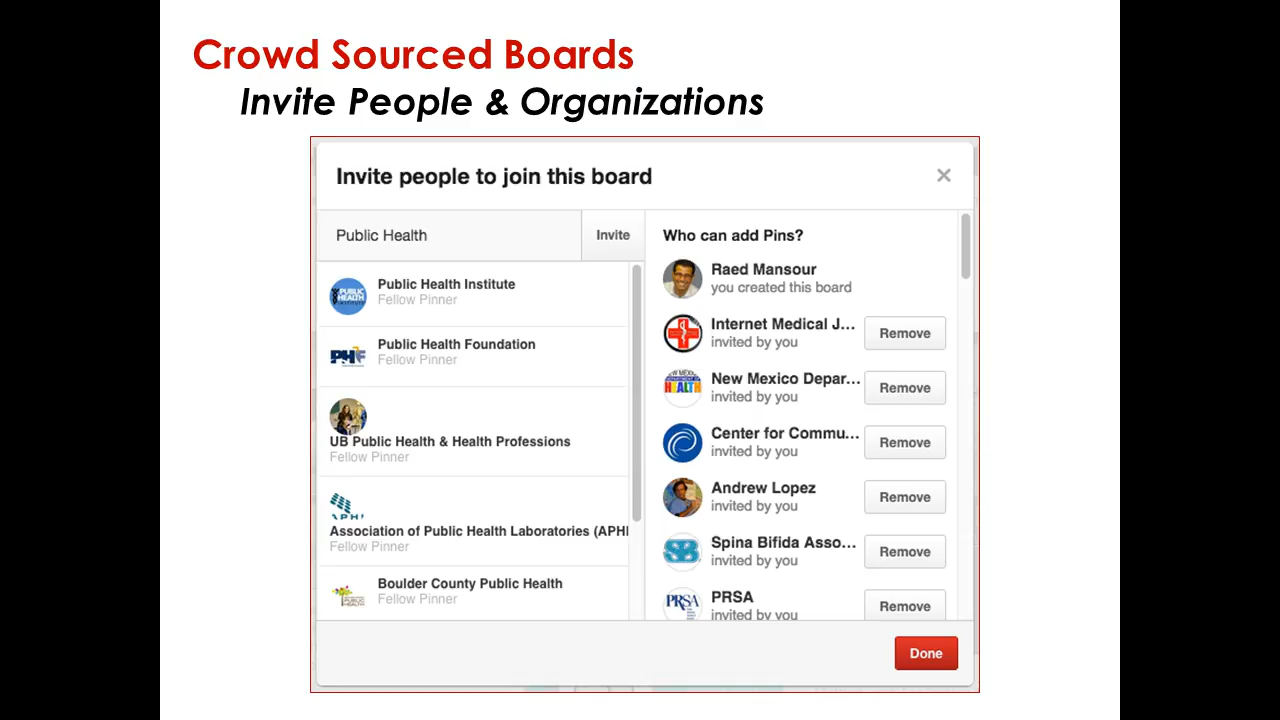 Crowd Sourced Boards
Invite People & Organizations
Invite people to join this board
Public Health
Invite
Public Health Institute
Fellow Pinner
Public Health Foundation
Fellow Pinner
UB Public Health & Health Professions
Fellow Pinner
Association of Public Health Laboratories (APHL
Fellow Pinner
Boulder County Public Health
Fellow Pinner
Who can add Pins?
Raed Mansour
you created this board
Internet Medical J...
invited by you
Remove
New Mexico Depar...
invited by you
Remove
Center for Commu...
invited by you
Remove
Andrew Lopez
invited by you
Remove
Spina Bifida Asso...
invited by you
Remove
PRSA
invited by you
Remove
Done